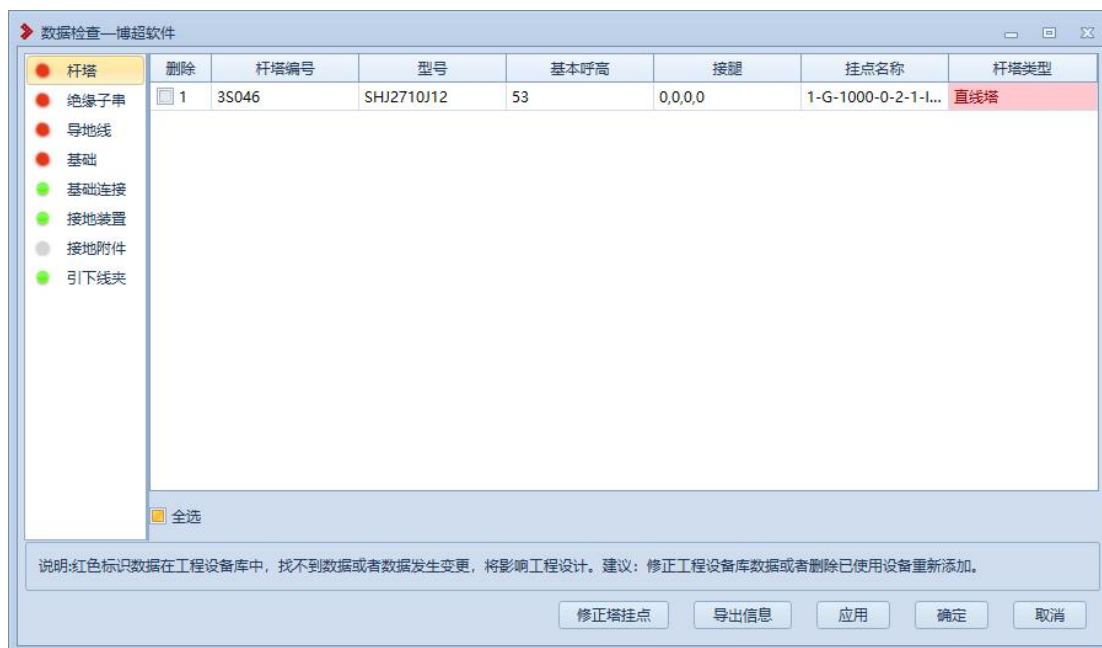 数据检查—博超软件
杆塔
绝缘子串
导地线
基础
基础连接
接地装置
接地附件
引下线夹
删除 杆塔编号 型号 基本呼高 接腿 挂点名称 杆塔类型
1 3S046 SHJ2710J12 53 0,0,0,0 1-G-1000-0-2-1-I... 直线塔
全选
说明:红色标识数据在工程设备库中，找不到数据或者数据发生变更，将影响工程设计。建议：修正工程设备库数据或者删除已使用设备重新添加。
修正塔挂点 导出信息 应用 确定 取消